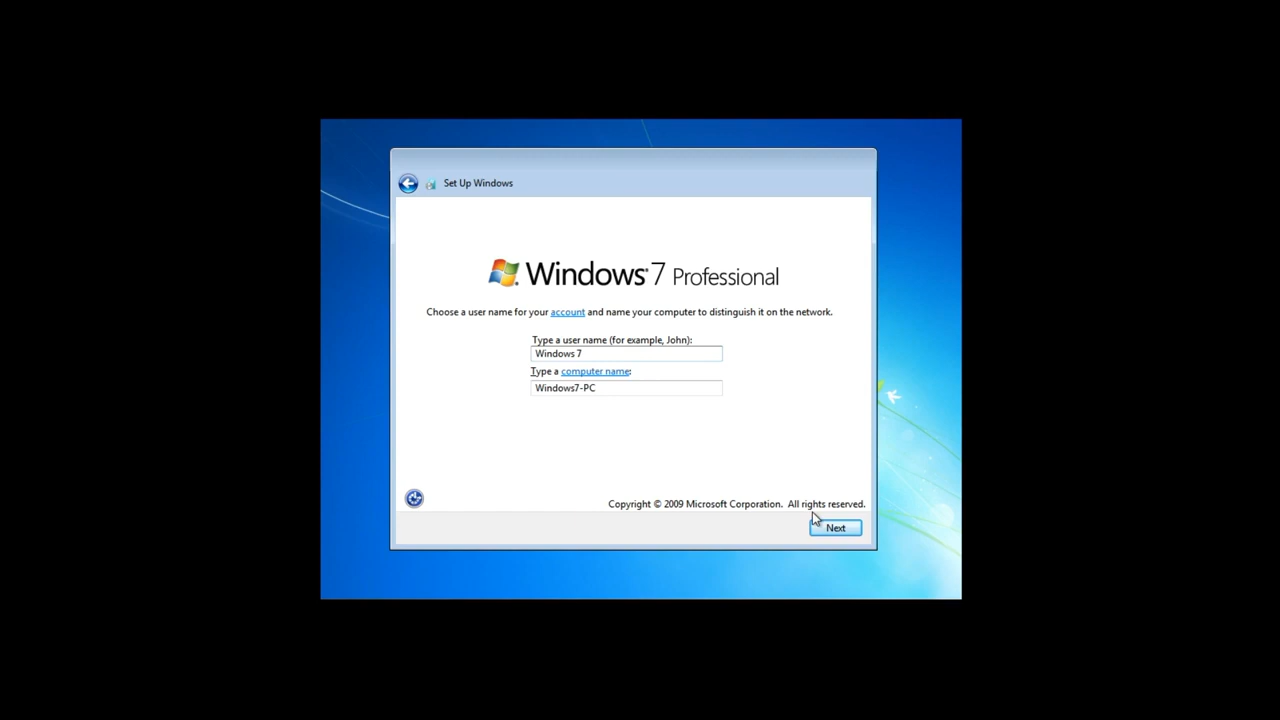 Set Up Windows
Windows 7 Professional
Choose a user name for your account and name your computer to distinguish it on the network.
Type a user name (for example, John):
Windows 7
Type a computer name:
Windows7-PC
Copyright © 2009 Microsoft Corporation. All rights reserved.
Next